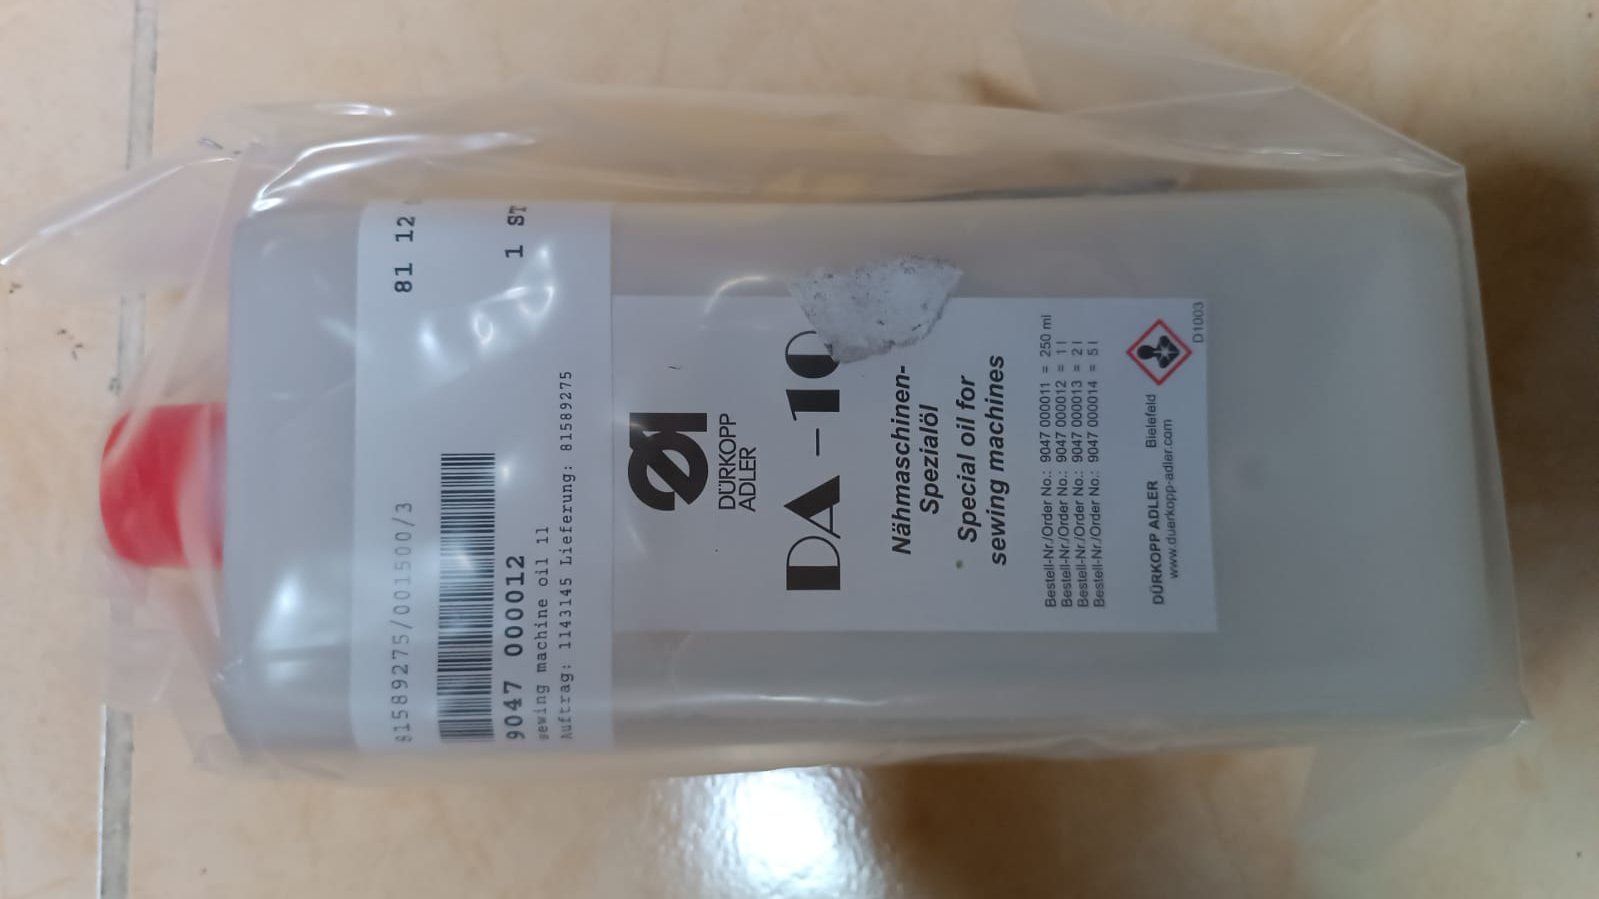 81589275/001500/3
81 12
9047 000012
1 ST
sewing machine oil 1l
Auftrag: 1143145 Lieferung: 81589275
DÜRKOPP
ADLER
DA-10
Nähmaschinen-
Spezialöl
Special oil for
sewing machines
Bestell-Nr./Order No.: 9047 000011 = 250 ml
Bestell-Nr./Order No.: 9047 000012 = 1 l
Bestell-Nr./Order No.: 9047 000013 = 2 l
Bestell-Nr./Order No.: 9047 000014 = 5 l
DÜRKOPP ADLER Bielefeld
www.duerkopp-adler.com
D1003